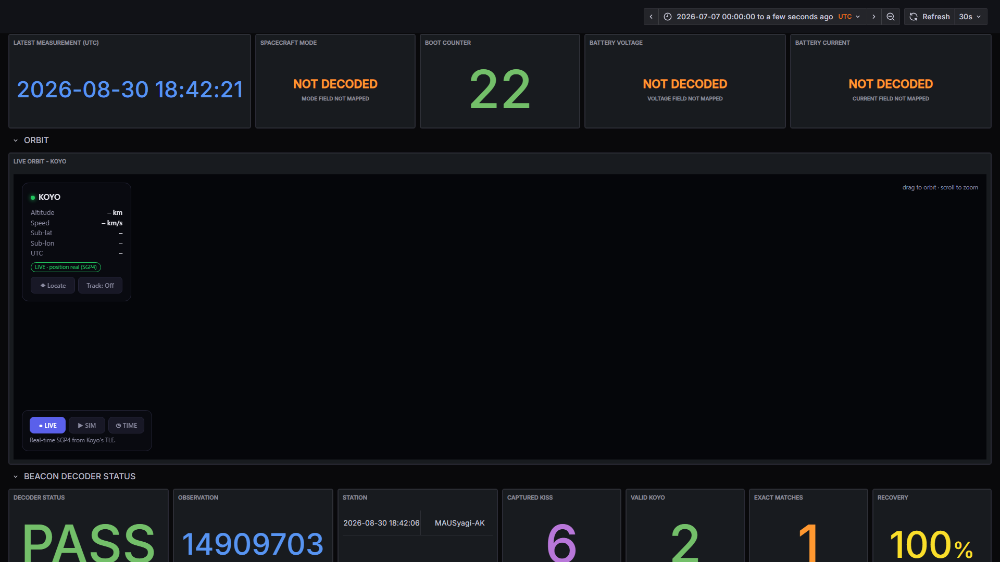 2026-07-07 00:00:00 to a few seconds ago UTC
Refresh 30s
LATEST MEASUREMENT (UTC)
2026-08-30 18:42:21
SPACECRAFT MODE
NOT DECODED
MODE FIELD NOT MAPPED
BOOT COUNTER
22
BATTERY VOLTAGE
NOT DECODED
VOLTAGE FIELD NOT MAPPED
BATTERY CURRENT
NOT DECODED
CURRENT FIELD NOT MAPPED
ORBIT
LIVE ORBIT - KOYO
drag to orbit · scroll to zoom
KOYO
Altitude – km
Speed – km/s
Sub-lat –
Sub-lon –
UTC –
LIVE · position real (SGP4)
Locate Track: Off
LIVE SIM TIME
Real-time SGP4 from Koyo's TLE.
BEACON DECODER STATUS
DECODER STATUS
PASS
OBSERVATION
14909703
STATION
2026-08-30 18:42:06 MAUSyagi-AK
CAPTURED KISS
6
VALID KOYO
2
EXACT MATCHES
1
RECOVERY
100%